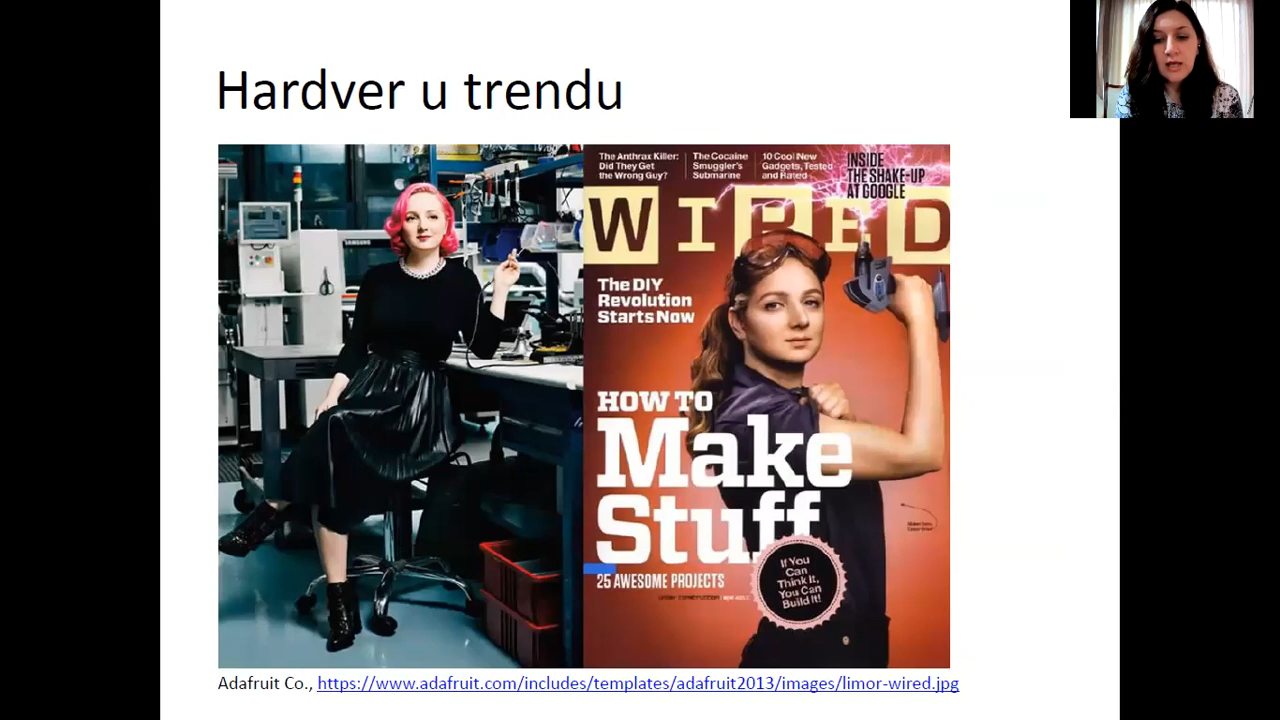 Hardver u trendu
The Anthrax Killer:
Did They Get
the Wrong Guy?
The Cocaine
Smuggler's
Submarine
10 Cool New
Gadgets, Tested
and Rated
INSIDE
THE SHAKE-UP
AT GOOGLE
WIRED
SAMSUNG
The DIY
Revolution
Starts Now
HOW TO
Make
Stuff
25 AWESOME PROJECTS
If You
Can
Think It,
You Can
Build It!
Adafruit Co., https://www.adafruit.com/includes/templates/adafruit2013/images/limor-wired.jpg